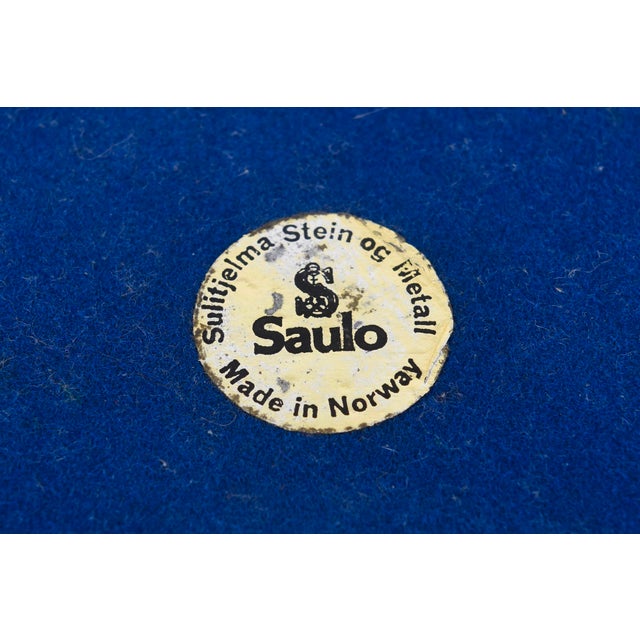 Sulitjelma Stein og Metall
S
Saulo
Made in Norway